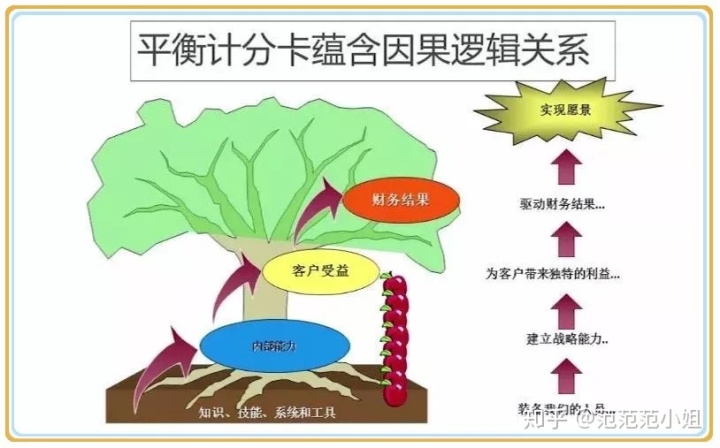 平衡计分卡蕴含因果逻辑关系
实现愿景
财务结果
驱动财务结果...
客户受益
为客户带来独特的利益...
内部能力
建立战略能力..
知识、技能、系统和工具
装备我们的人员...
知乎 @范范范小姐